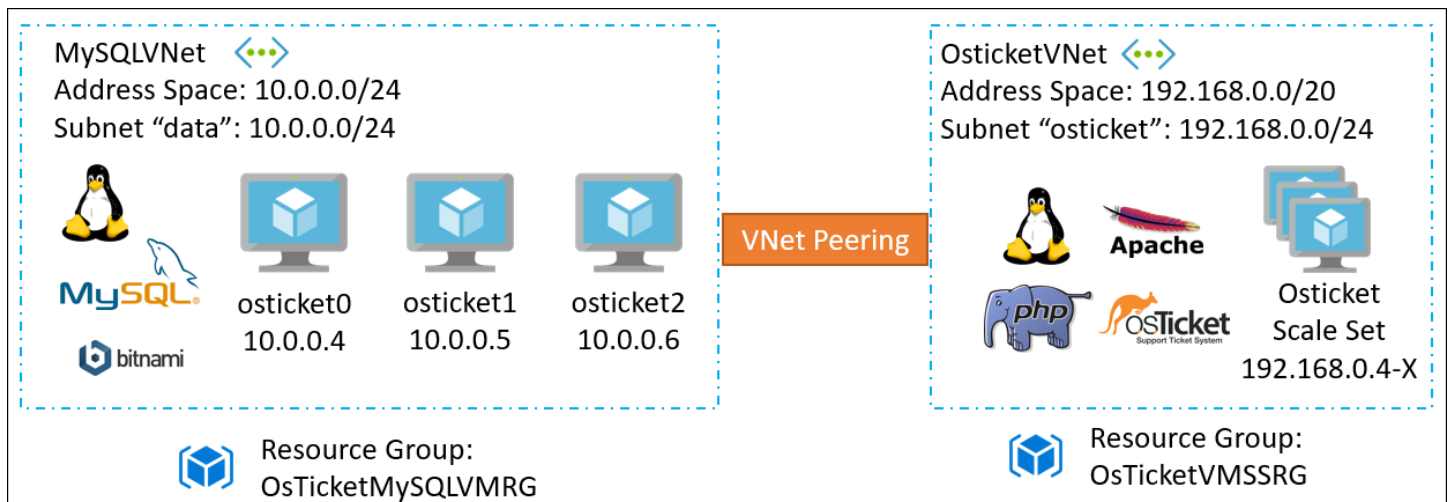 MySQLVNet
Address Space: 10.0.0.0/24
Subnet “data”: 10.0.0.0/24
MySQL®
bitnami
osticket0
10.0.0.4
osticket1
10.0.0.5
osticket2
10.0.0.6
Resource Group:
OsTicketMySQLVMRG
VNet Peering
OsticketVNet
Address Space: 192.168.0.0/20
Subnet “osticket”: 192.168.0.0/24
Apache
php
osTicket
Support Ticket System
Osticket
Scale Set
192.168.0.4-X
Resource Group:
OsTicketVMSSRG